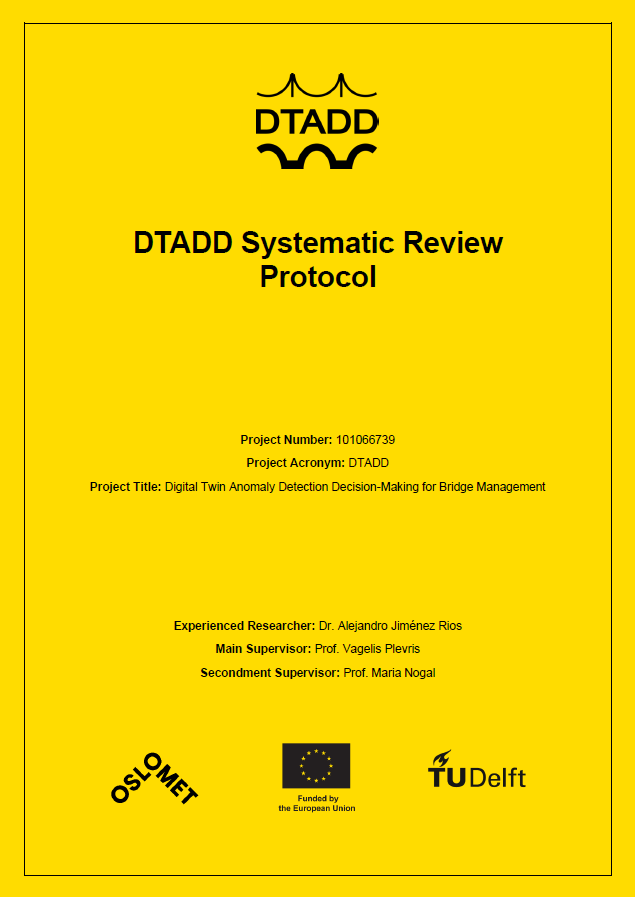 DTADD
DTADD Systematic Review
Protocol
Project Number: 101066739
Project Acronym: DTADD
Project Title: Digital Twin Anomaly Detection Decision-Making for Bridge Management
Experienced Researcher: Dr. Alejandro Jiménez Rios
Main Supervisor: Prof. Vagelis Plevris
Secondment Supervisor: Prof. Maria Nogal
OSLOMET
Funded by
the European Union
TUDelft